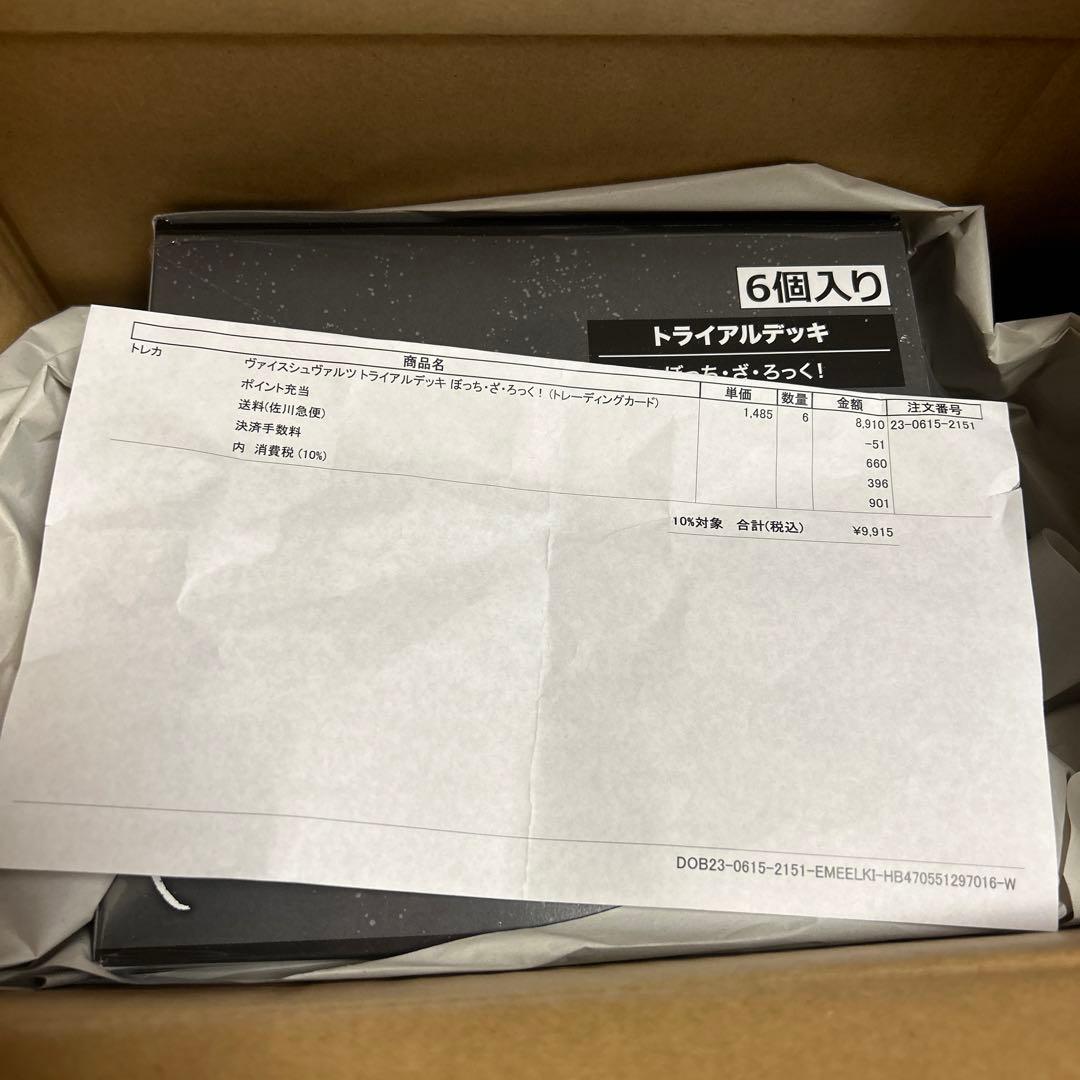 6個入り
トライアルデッキ
ぼっち・ざ・ろっく！
商品名 単価 数量 金額 注文番号
トレカ ヴァイスシュヴァルツ トライアルデッキ ぼっち・ざ・ろっく！ (トレーディングカード) 1,485 6 8,910 23-0615-2151
ポイント充当 -51
送料(佐川急便) 660
決済手数料 396
内 消費税 (10%) 901
10%対象 合計(税込) ¥9,915
DOB23-0615-2151-EMEELKI-HB470551297016-W